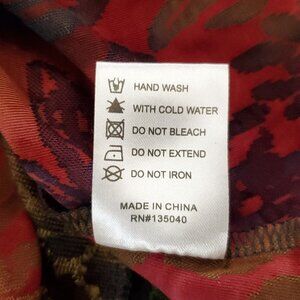 HAND WASH
WITH COLD WATER
DO NOT BLEACH
DO NOT EXTEND
DO NOT IRON
MADE IN CHINA
RN#135040